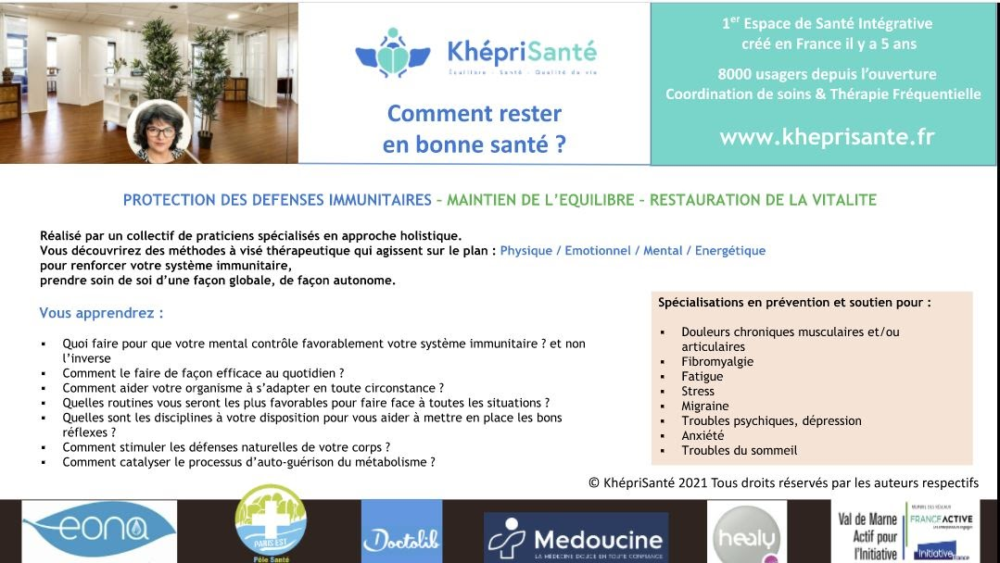 KhépriSanté
Équilibre - Santé - Qualité de vie
Comment rester
en bonne santé ?
1er Espace de Santé Intégrative
créé en France il y a 5 ans
8000 usagers depuis l'ouverture
Coordination de soins & Thérapie Fréquentielle
www.kheprisante.fr
PROTECTION DES DEFENSES IMMUNITAIRES – MAINTIEN DE L'EQUILIBRE – RESTAURATION DE LA VITALITE
Réalisé par un collectif de praticiens spécialisés en approche holistique.
Vous découvrirez des méthodes à visé thérapeutique qui agissent sur le plan : Physique / Emotionnel / Mental / Energétique
pour renforcer votre système immunitaire,
prendre soin de soi d'une façon globale, de façon autonome.
Vous apprendrez :
▪ Quoi faire pour que votre mental contrôle favorablement votre système immunitaire ? et non
l'inverse
▪ Comment le faire de façon efficace au quotidien ?
▪ Comment aider votre organisme à s'adapter en toute circonstance ?
▪ Quelles routines vous seront les plus favorables pour faire face à toutes les situations ?
▪ Quelles sont les disciplines à votre disposition pour vous aider à mettre en place les bons
réflexes ?
▪ Comment stimuler les défenses naturelles de votre corps ?
▪ Comment catalyser le processus d'auto-guérison du métabolisme ?
Spécialisations en prévention et soutien pour :
▪ Douleurs chroniques musculaires et/ou
articulaires
▪ Fibromyalgie
▪ Fatigue
▪ Stress
▪ Migraine
▪ Troubles psychiques, dépression
▪ Anxiété
▪ Troubles du sommeil
© KhépriSanté 2021 Tous droits réservés par les auteurs respectifs
eona
PARIS EST
Pôle Santé
Doctolib
Medoucine
LA MEDECINE DOUCE EN TOUTE CONFIANCE
healy
Val de Marne
Actif pour
l'Initiative
MEMBRE DES RÉSEAUX
FRANCE ACTIVE
Initiative
France